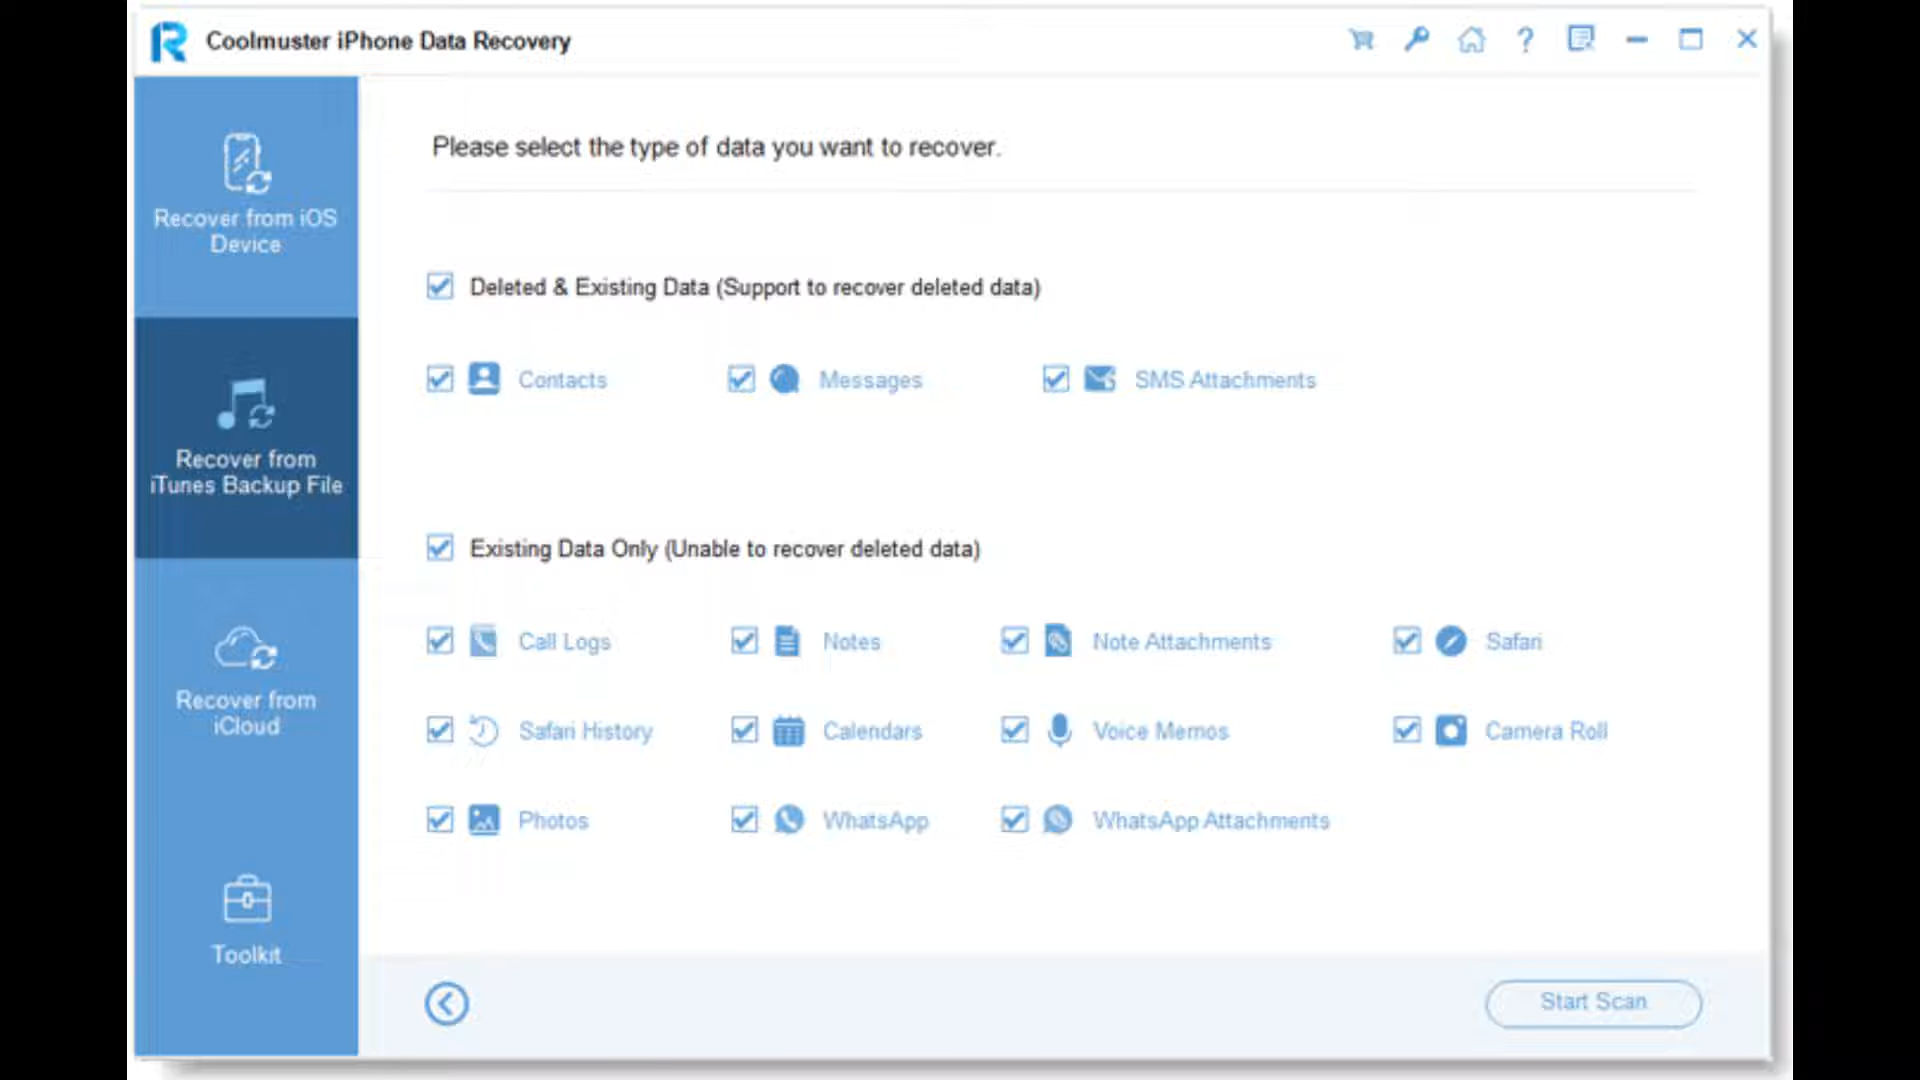 Coolmuster iPhone Data Recovery
?
Recover from iOS
Device
Recover from
iTunes Backup File
Recover from
iCloud
Toolkit
Please select the type of data you want to recover.
Deleted & Existing Data (Support to recover deleted data)
Contacts Messages SMS Attachments
Existing Data Only (Unable to recover deleted data)
Call Logs Notes Note Attachments Safari
Safari History Calendars Voice Memos Camera Roll
Photos WhatsApp WhatsApp Attachments
Start Scan